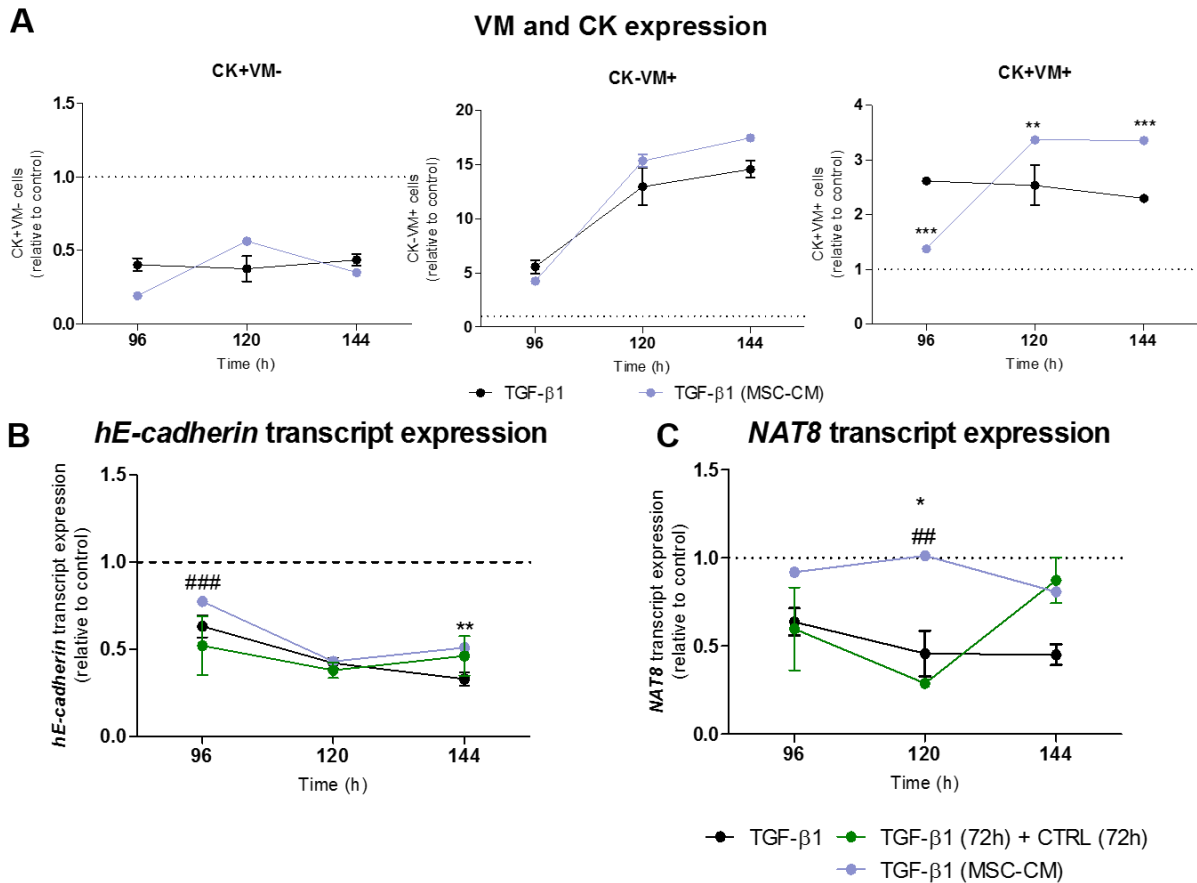 A
VM and CK expression
CK+VM-
CK+VM- cells
(relative to control)
1.5
1.0
0.5
0.0
96
120
144
Time (h)
CK-VM+
CK-VM+ cells
(relative to control)
20
15
10
5
0
96
120
144
Time (h)
CK+VM+
CK+VM+ cells
(relative to control)
4
3
2
1
0
***
**
***
96
120
144
Time (h)
TGF-β1
TGF-β1 (MSC-CM)
B
hE-cadherin transcript expression
hE-cadherin transcript expression
(relative to control)
1.5
1.0
0.5
0.0
###
**
96
120
144
Time (h)
C
NAT8 transcript expression
NAT8 transcript expression
(relative to control)
1.5
1.0
0.5
0.0
*
##
96
120
144
Time (h)
TGF-β1
TGF-β1 (72h) + CTRL (72h)
TGF-β1 (MSC-CM)